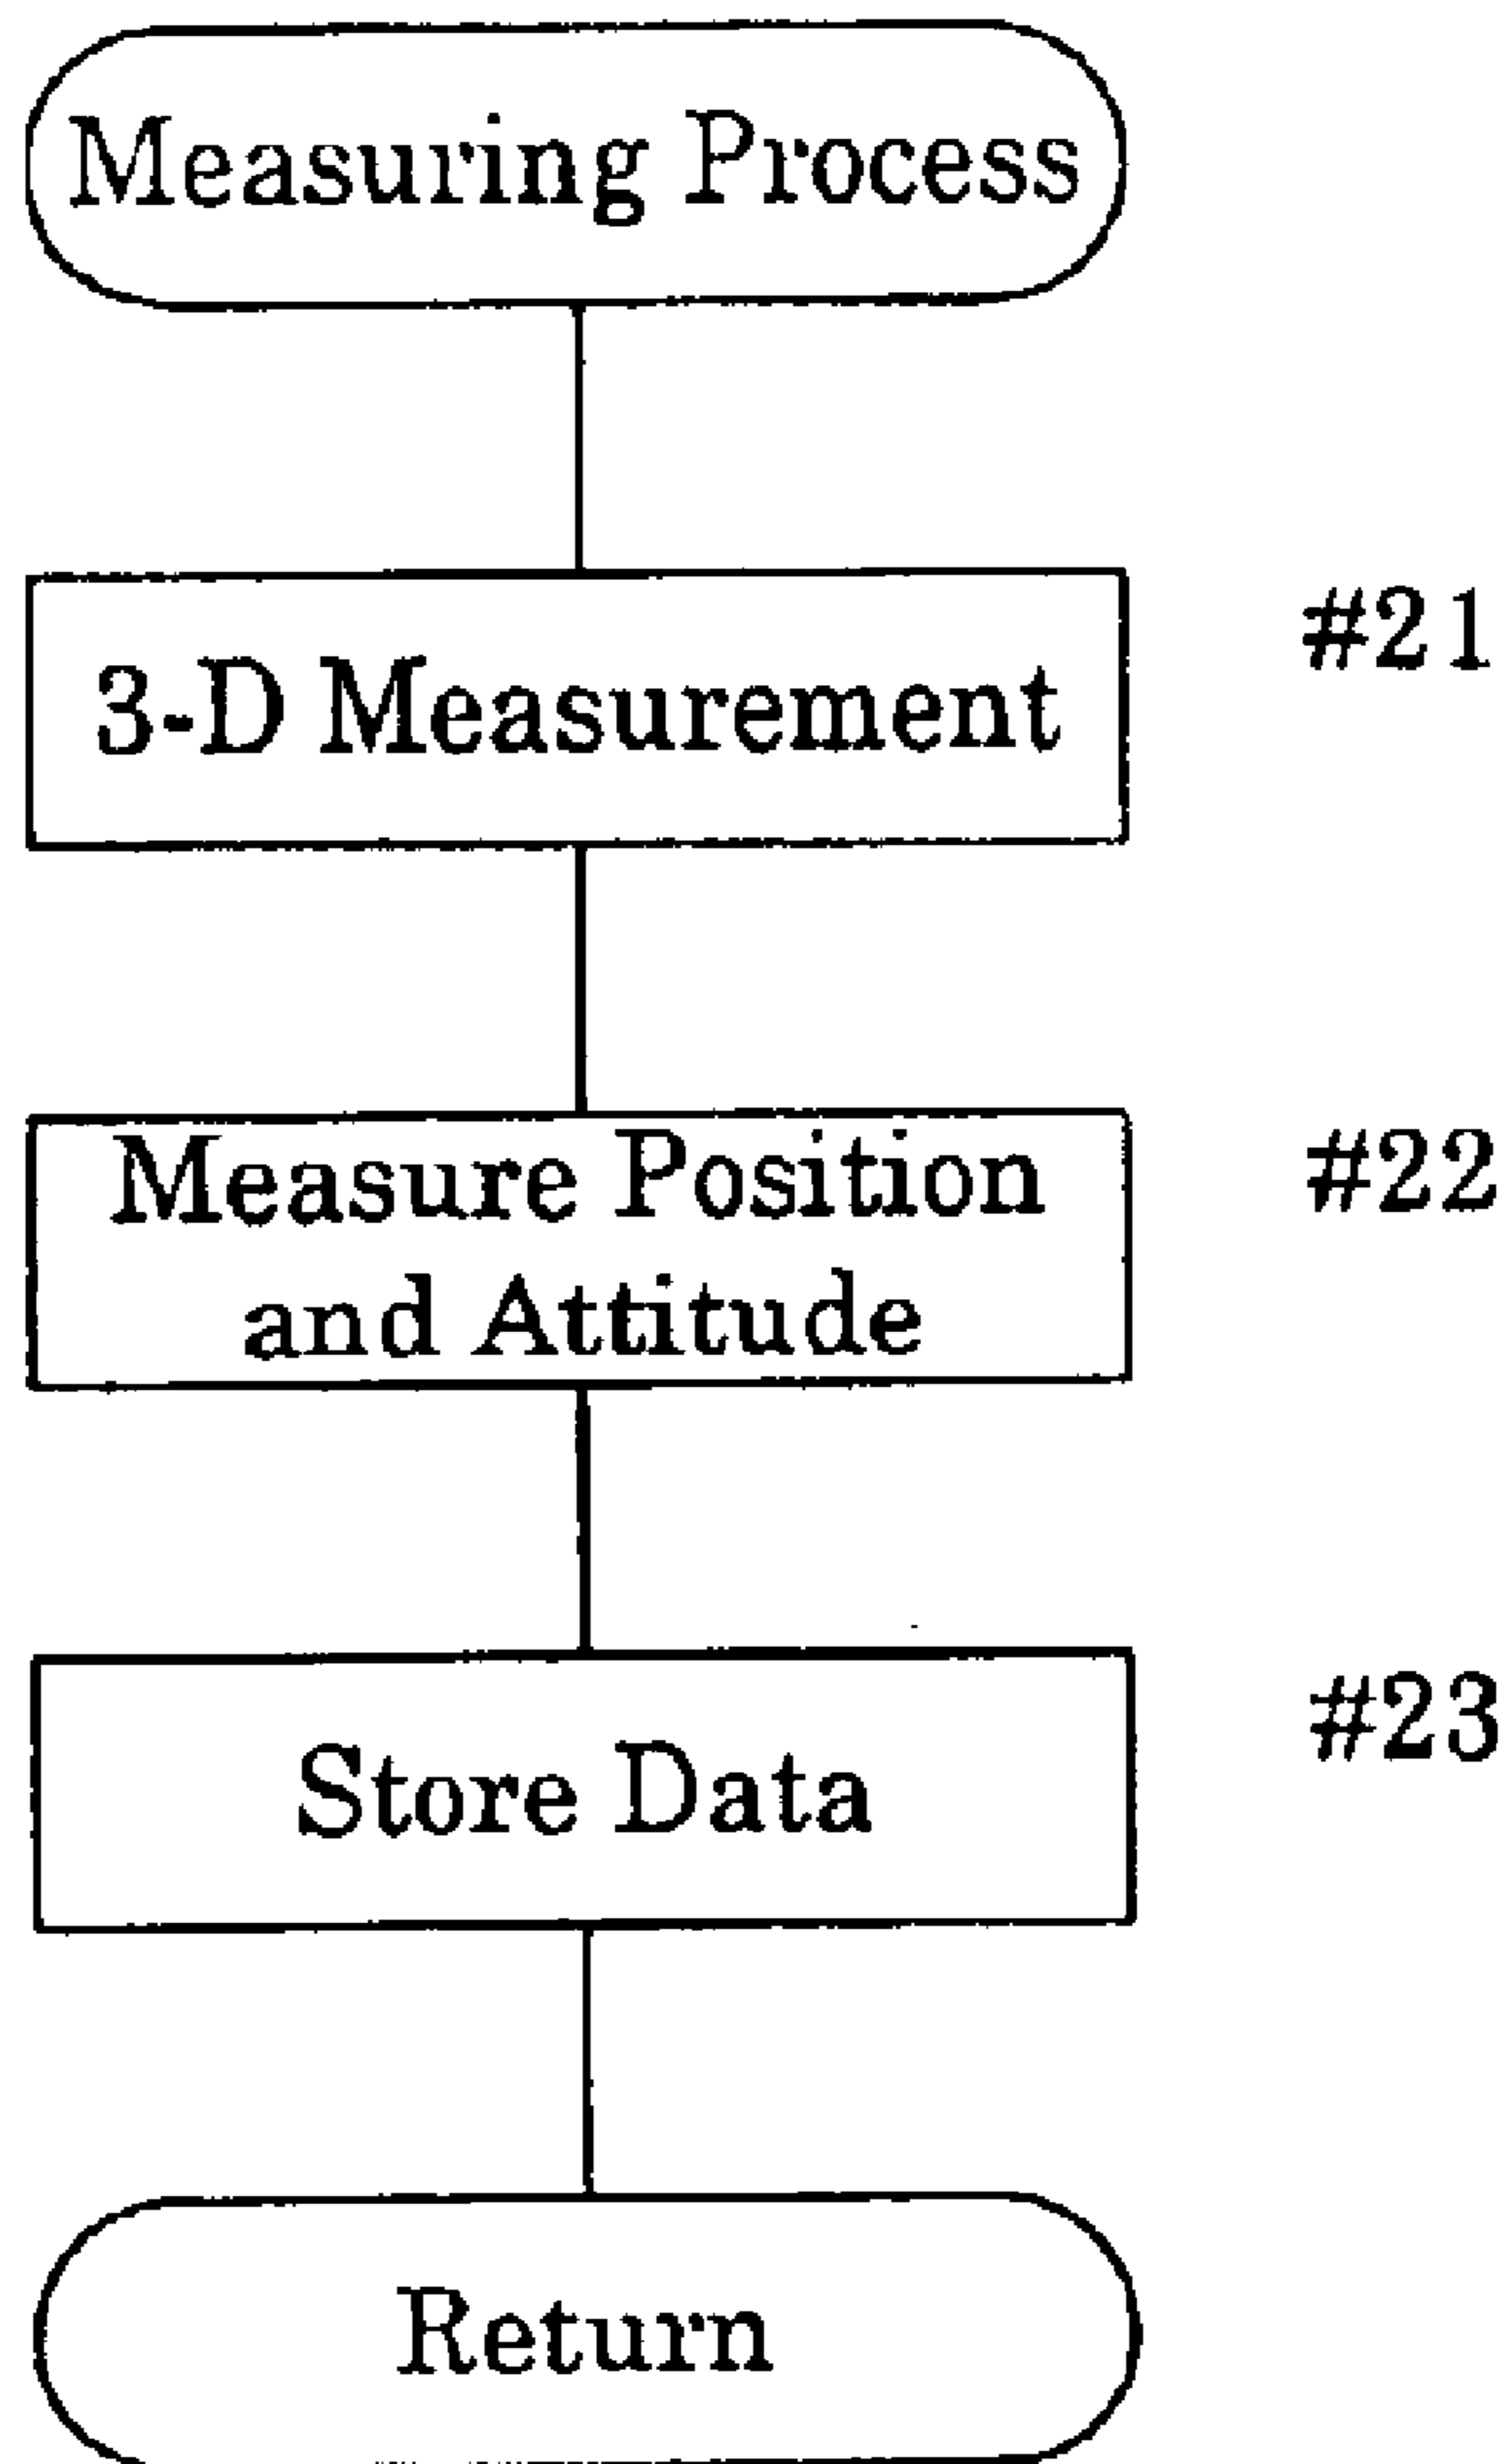 Measuring Process
3-D Measurement
#21
Measure Position
and Attitude
#22
Store Data
#23
Return